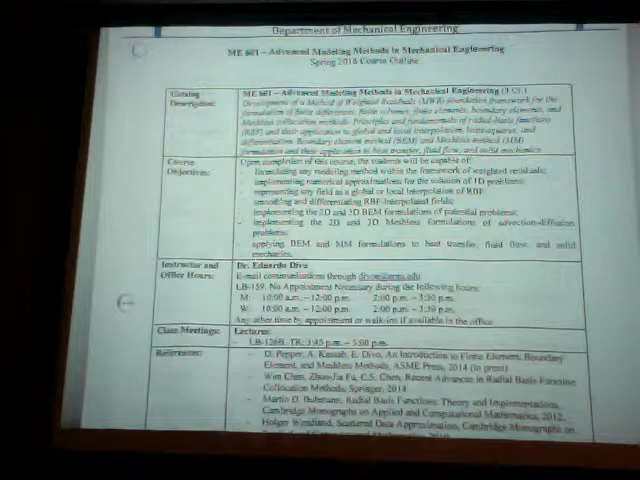 Department of Mechanical Engineering
ME 601 – Advanced Modeling Methods in Mechanical Engineering
Spring 2016 Course Outline
Catalog Description:
ME 601 – Advanced Modeling Methods in Mechanical Engineering (3 Cr.)
Development of a Method of Weighted Residuals (MWR) foundation framework for the
formulation of finite differences, finite volumes, finite elements, boundary elements, and
Meshless collocation methods. Principles and fundamentals of radial-basis functions
(RBF) and their application to global and local interpolation, least-squares, and
differentiation. Boundary element method (BEM) and Meshless method (MM)
formulation and their application to heat transfer, fluid flow, and solid mechanics.
Course Objectives:
Upon completion of this course, the students will be capable of:
- formulating any modeling method within the framework of weighted residuals;
- implementing numerical approximations for the solution of 1D problems;
- representing any field as a global or local interpolation of RBF
- smoothing and differentiating RBF-interpolated fields;
- implementing the 2D and 3D BEM formulations of potential problems;
- implementing the 2D and 3D Meshless formulations of advection-diffusion
problems;
- applying BEM and MM formulations to heat transfer, fluid flow, and solid
mechanics.
Instructor and Office Hours:
Dr. Eduardo Divo
E-mail communications through divoe@erau.edu
LB-159. No Appointment Necessary during the following hours:
M: 10:00 a.m. – 12:00 p.m. 2:00 p.m. – 3:30 p.m.
W: 10:00 a.m. – 12:00 p.m. 2:00 p.m. – 3:30 p.m.
Any other time by appointment or walk-ins if available in the office
Class Meetings:
Lectures:
- LB-126B, TR, 3:45 p.m. – 5:00 p.m.
References:
- D. Pepper, A. Kassab, E. Divo, An Introduction to Finite Element, Boundary
Element, and Meshless Methods, ASME Press, 2014 (in press)
- Wen Chen, Zhuo-Jia Fu, C.S. Chen, Recent Advances in Radial Basis Function
Collocation Methods, Springer, 2014
- Martin D. Buhmann, Radial Basis Functions: Theory and Implementations,
Cambridge Monographs on Applied and Computational Mathematics, 2012.
- Holger Wendland, Scattered Data Approximation, Cambridge Monographs on